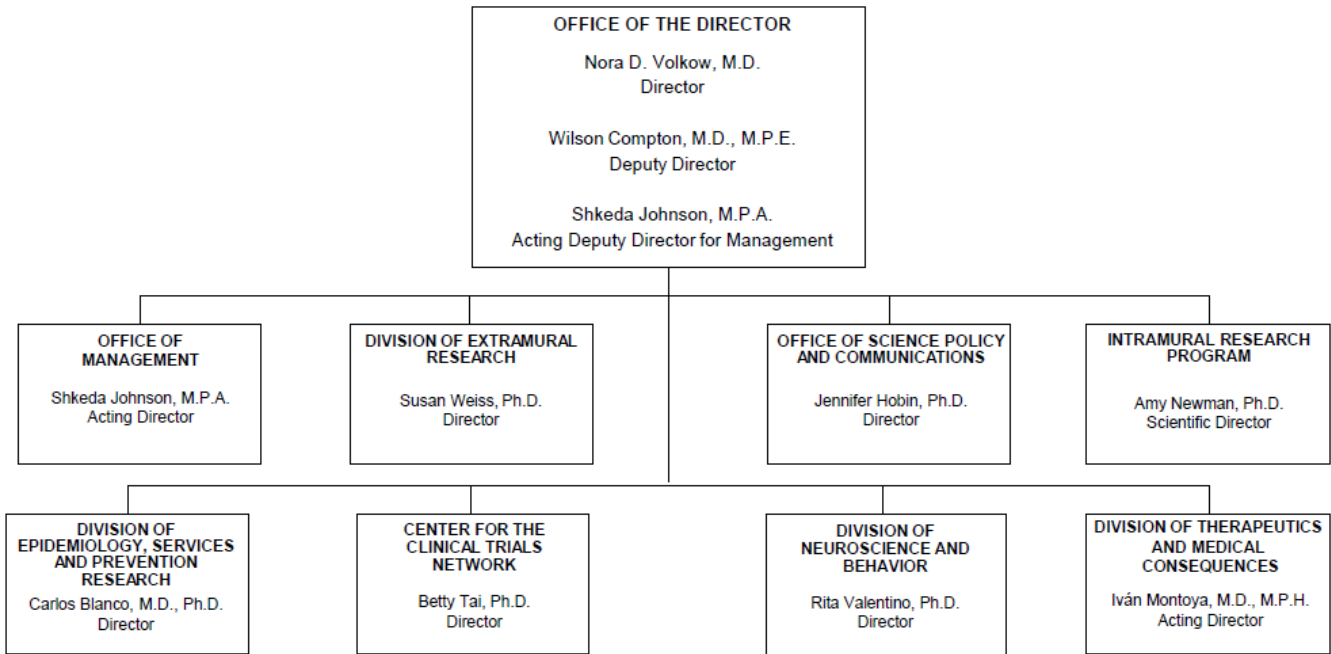 OFFICE OF THE DIRECTOR
Nora D. Volkow, M.D.
Director
Wilson Compton, M.D., M.P.E.
Deputy Director
Shkeda Johnson, M.P.A.
Acting Deputy Director for Management
OFFICE OF
MANAGEMENT
Shkeda Johnson, M.P.A.
Acting Director
DIVISION OF EXTRAMURAL
RESEARCH
Susan Weiss, Ph.D.
Director
OFFICE OF SCIENCE POLICY
AND COMMUNICATIONS
Jennifer Hobin, Ph.D.
Director
INTRAMURAL RESEARCH
PROGRAM
Amy Newman, Ph.D.
Scientific Director
DIVISION OF
EPIDEMIOLOGY, SERVICES
AND PREVENTION
RESEARCH
Carlos Blanco, M.D., Ph.D.
Director
CENTER FOR THE
CLINICAL TRIALS
NETWORK
Betty Tai, Ph.D.
Director
DIVISION OF
NEUROSCIENCE AND
BEHAVIOR
Rita Valentino, Ph.D.
Director
DIVISION OF THERAPEUTICS
AND MEDICAL
CONSEQUENCES
Iván Montoya, M.D., M.P.H.
Acting Director